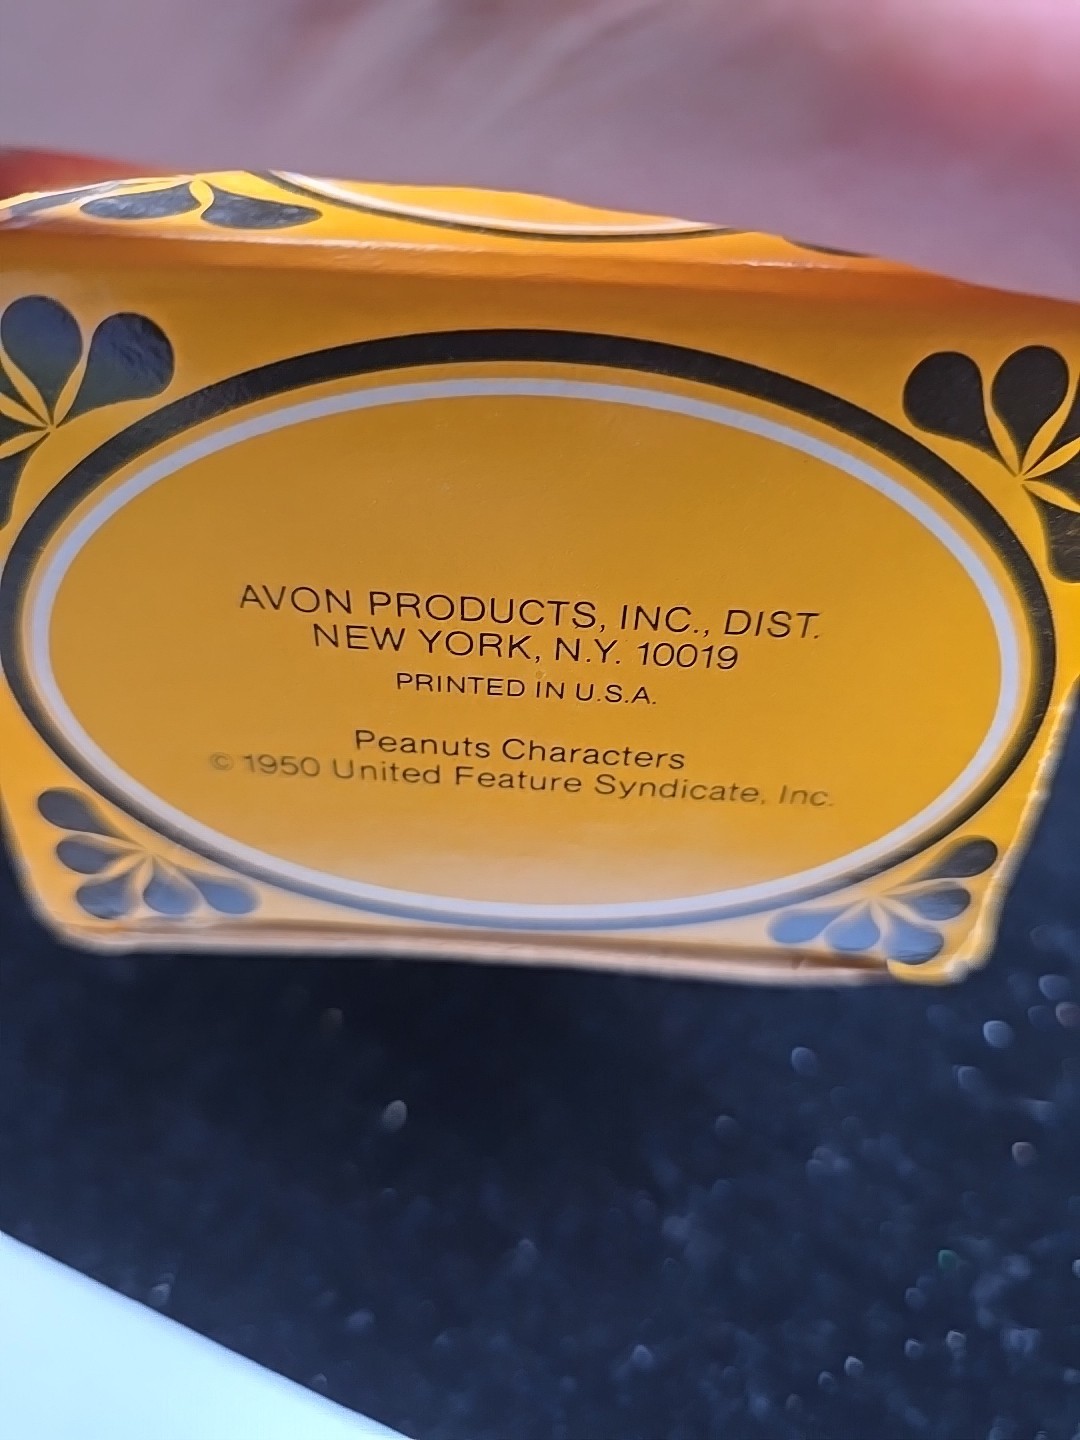 AVON PRODUCTS, INC., DIST.
NEW YORK, N.Y. 10019
PRINTED IN U.S.A.
Peanuts Characters
© 1950 United Feature Syndicate, Inc.